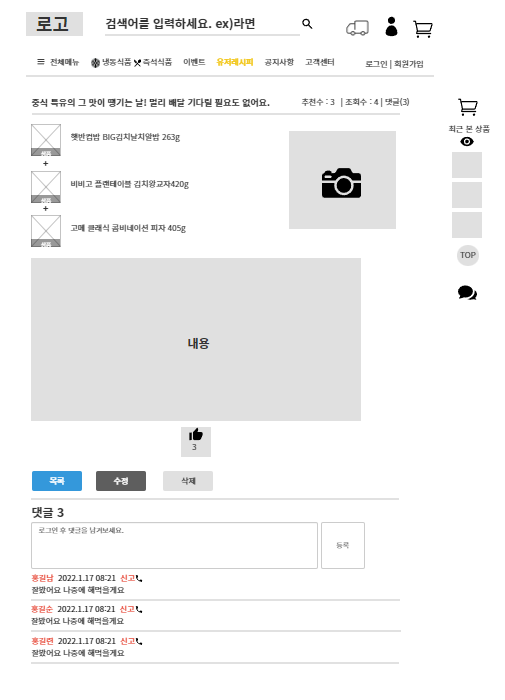 로고
검색어를 입력하세요. ex)라면
전체메뉴 냉동식품 즉석식품 이벤트 유저레시피 공지사항 고객센터
로그인 | 회원가입
중식 특유의 그 맛이 땡기는 날! 멀리 배달 기다릴 필요도 없어요.
추천수 : 3 | 조회수 : 4 | 댓글(3)
최근 본 상품
햇반컵밥 BIG김치날치알밥 263g
+
비비고 플랜테이블 김치왕교자420g
+
고메 클래식 콤비네이션 피자 405g
TOP
내용
3
목록 수정 삭제
댓글 3
로그인 후 댓글을 남겨보세요.
등록
홍길남 2022.1.17 08:21 신고
잘봤어요 나중에 해먹을게요
홍길순 2022.1.17 08:21 신고
잘봤어요 나중에 해먹을게요
홍길련 2022.1.17 08:21 신고
잘봤어요 나중에 해먹을게요